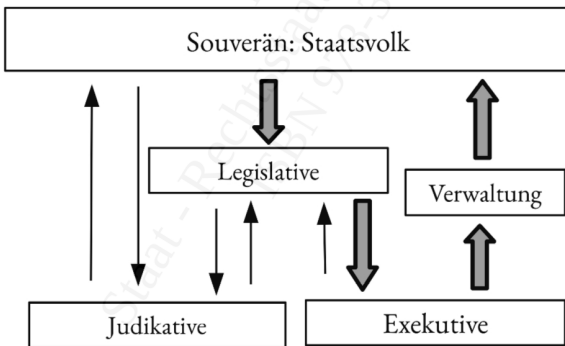 Souverän: Staatsvolk
Legislative
Verwaltung
Judikative
Exekutive